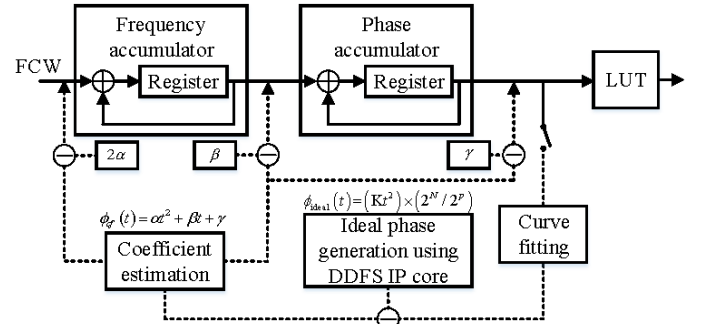 Frequency
accumulator
Phase
accumulator
FCW
Register
Register
LUT
2α
β
γ
ϕ_ef(t)=αt²+βt+γ
Coefficient
estimation
ϕ_ideal(t)=(Kt²)×(2^N/2^P)
Ideal phase
generation using
DDFS IP core
Curve
fitting